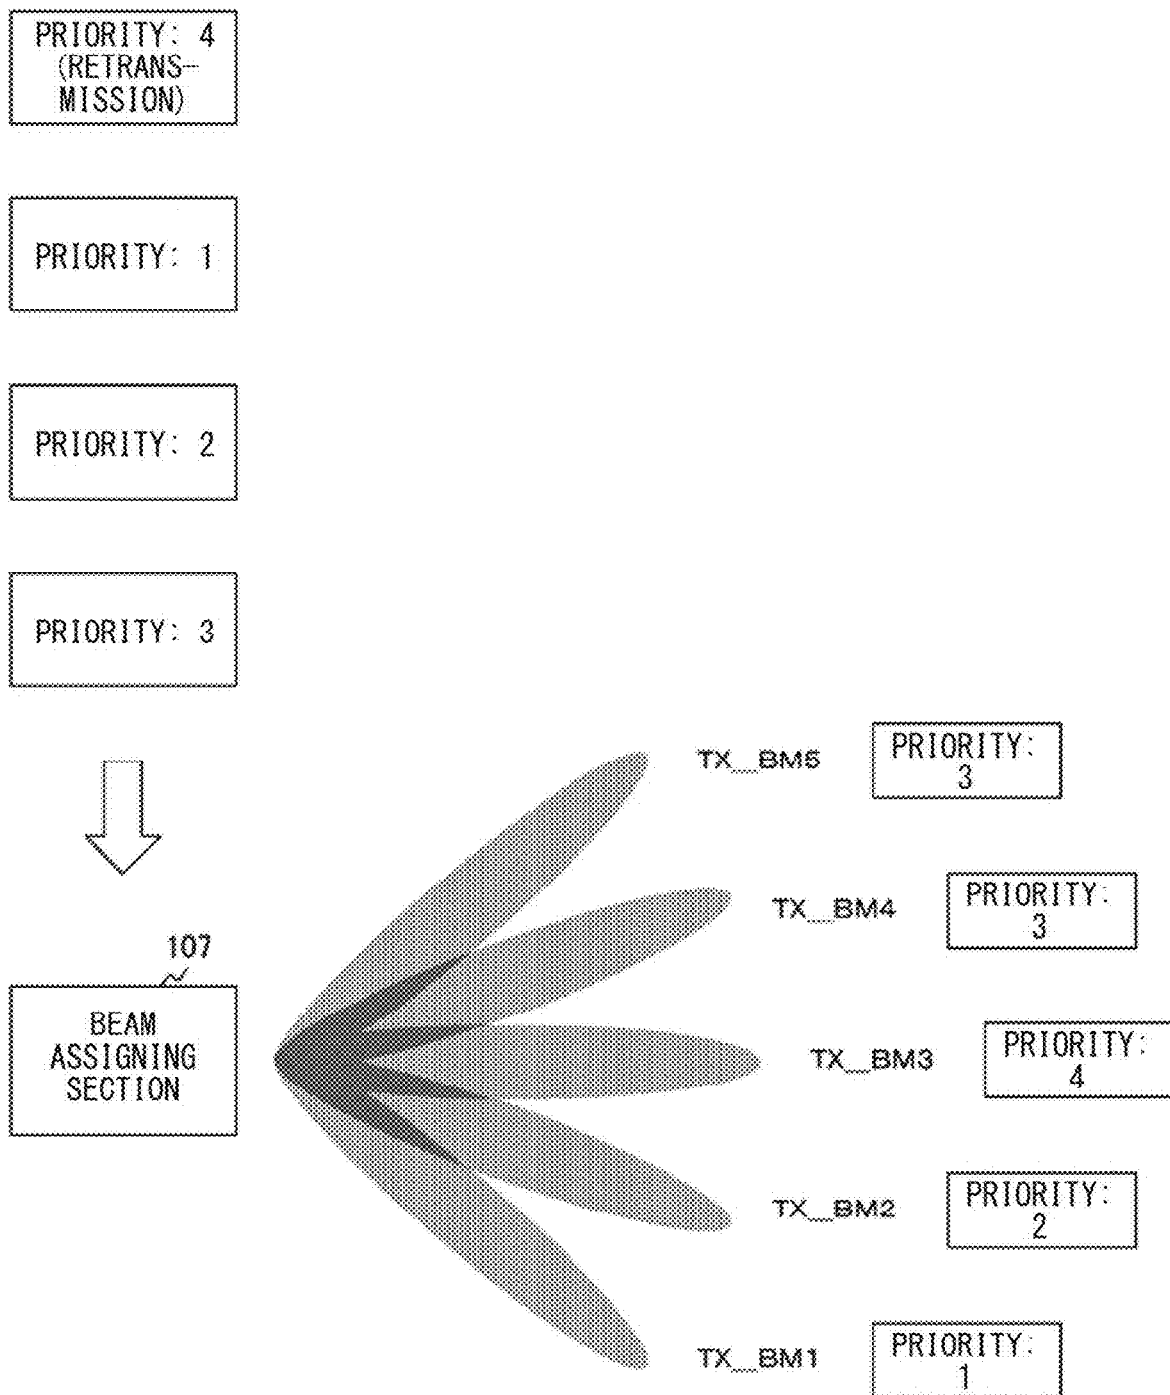 PRIORITY: 4
(RETRANS-
MISSION)
PRIORITY: 1
PRIORITY: 2
PRIORITY: 3
107
BEAM
ASSIGNING
SECTION
TX_BM5
PRIORITY:
3
TX_BM4
PRIORITY:
3
TX_BM3
PRIORITY:
4
TX_BM2
PRIORITY:
2
TX_BM1
PRIORITY:
1